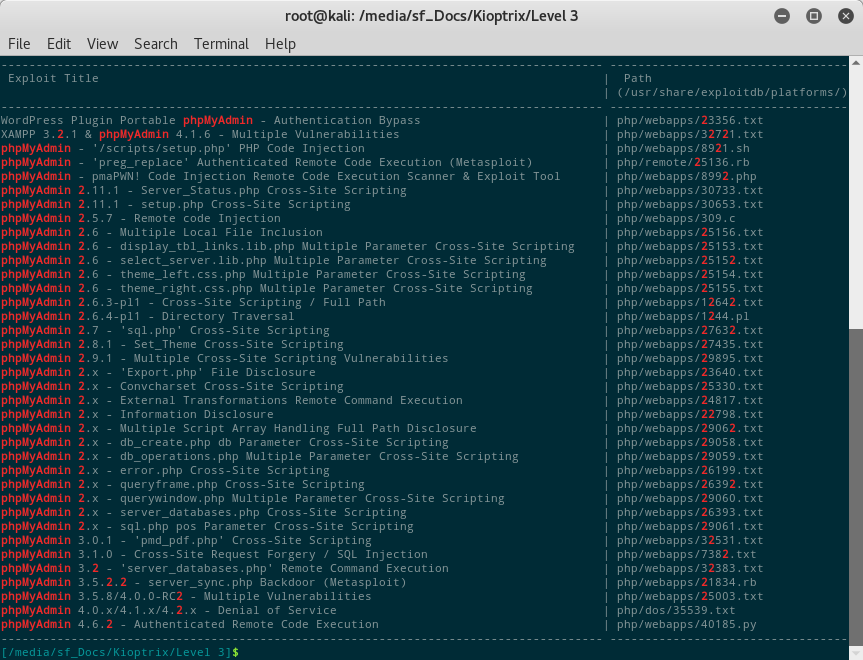 root@kali: /media/sf_Docs/Kioptrix/Level 3
File Edit View Search Terminal Help
--------------------------------------------------------------------------------------- ----------------------------------
Exploit Title | Path
| (/usr/share/exploitdb/platforms/)
--------------------------------------------------------------------------------------- ----------------------------------
WordPress Plugin Portable phpMyAdmin - Authentication Bypass | php/webapps/23356.txt
XAMPP 3.2.1 & phpMyAdmin 4.1.6 - Multiple Vulnerabilities | php/webapps/32721.txt
phpMyAdmin - '/scripts/setup.php' PHP Code Injection | php/webapps/8921.sh
phpMyAdmin - 'preg_replace' Authenticated Remote Code Execution (Metasploit) | php/remote/25136.rb
phpMyAdmin - pmaPWN! Code Injection Remote Code Execution Scanner & Exploit Tool | php/webapps/8992.php
phpMyAdmin 2.11.1 - Server_Status.php Cross-Site Scripting | php/webapps/30733.txt
phpMyAdmin 2.11.1 - setup.php Cross-Site Scripting | php/webapps/30653.txt
phpMyAdmin 2.5.7 - Remote code Injection | php/webapps/309.c
phpMyAdmin 2.6 - Multiple Local File Inclusion | php/webapps/25156.txt
phpMyAdmin 2.6 - display_tbl_links.lib.php Multiple Parameter Cross-Site Scripting | php/webapps/25153.txt
phpMyAdmin 2.6 - select_server.lib.php Multiple Parameter Cross-Site Scripting | php/webapps/25152.txt
phpMyAdmin 2.6 - theme_left.css.php Multiple Parameter Cross-Site Scripting | php/webapps/25154.txt
phpMyAdmin 2.6 - theme_right.css.php Multiple Parameter Cross-Site Scripting | php/webapps/25155.txt
phpMyAdmin 2.6.3-pl1 - Cross-Site Scripting / Full Path | php/webapps/12642.txt
phpMyAdmin 2.6.4-pl1 - Directory Traversal | php/webapps/1244.pl
phpMyAdmin 2.7 - 'sql.php' Cross-Site Scripting | php/webapps/27632.txt
phpMyAdmin 2.8.1 - Set_Theme Cross-Site Scripting | php/webapps/27435.txt
phpMyAdmin 2.9.1 - Multiple Cross-Site Scripting Vulnerabilities | php/webapps/29895.txt
phpMyAdmin 2.x - 'Export.php' File Disclosure | php/webapps/23640.txt
phpMyAdmin 2.x - Convcharset Cross-Site Scripting | php/webapps/25330.txt
phpMyAdmin 2.x - External Transformations Remote Command Execution | php/webapps/24817.txt
phpMyAdmin 2.x - Information Disclosure | php/webapps/22798.txt
phpMyAdmin 2.x - Multiple Script Array Handling Full Path Disclosure | php/webapps/29062.txt
phpMyAdmin 2.x - db_create.php db Parameter Cross-Site Scripting | php/webapps/29058.txt
phpMyAdmin 2.x - db_operations.php Multiple Parameter Cross-Site Scripting | php/webapps/29059.txt
phpMyAdmin 2.x - error.php Cross-Site Scripting | php/webapps/26199.txt
phpMyAdmin 2.x - queryframe.php Cross-Site Scripting | php/webapps/26392.txt
phpMyAdmin 2.x - querywindow.php Multiple Parameter Cross-Site Scripting | php/webapps/29060.txt
phpMyAdmin 2.x - server_databases.php Cross-Site Scripting | php/webapps/26393.txt
phpMyAdmin 2.x - sql.php pos Parameter Cross-Site Scripting | php/webapps/29061.txt
phpMyAdmin 3.0.1 - 'pmd_pdf.php' Cross-Site Scripting | php/webapps/32531.txt
phpMyAdmin 3.1.0 - Cross-Site Request Forgery / SQL Injection | php/webapps/7382.txt
phpMyAdmin 3.2 - 'server_databases.php' Remote Command Execution | php/webapps/32383.txt
phpMyAdmin 3.5.2.2 - server_sync.php Backdoor (Metasploit) | php/webapps/21834.rb
phpMyAdmin 3.5.8/4.0.0-RC2 - Multiple Vulnerabilities | php/webapps/25003.txt
phpMyAdmin 4.0.x/4.1.x/4.2.x - Denial of Service | php/dos/35539.txt
phpMyAdmin 4.6.2 - Authenticated Remote Code Execution | php/webapps/40185.py
--------------------------------------------------------------------------------------- ----------------------------------
[/media/sf_Docs/Kioptrix/Level 3]$